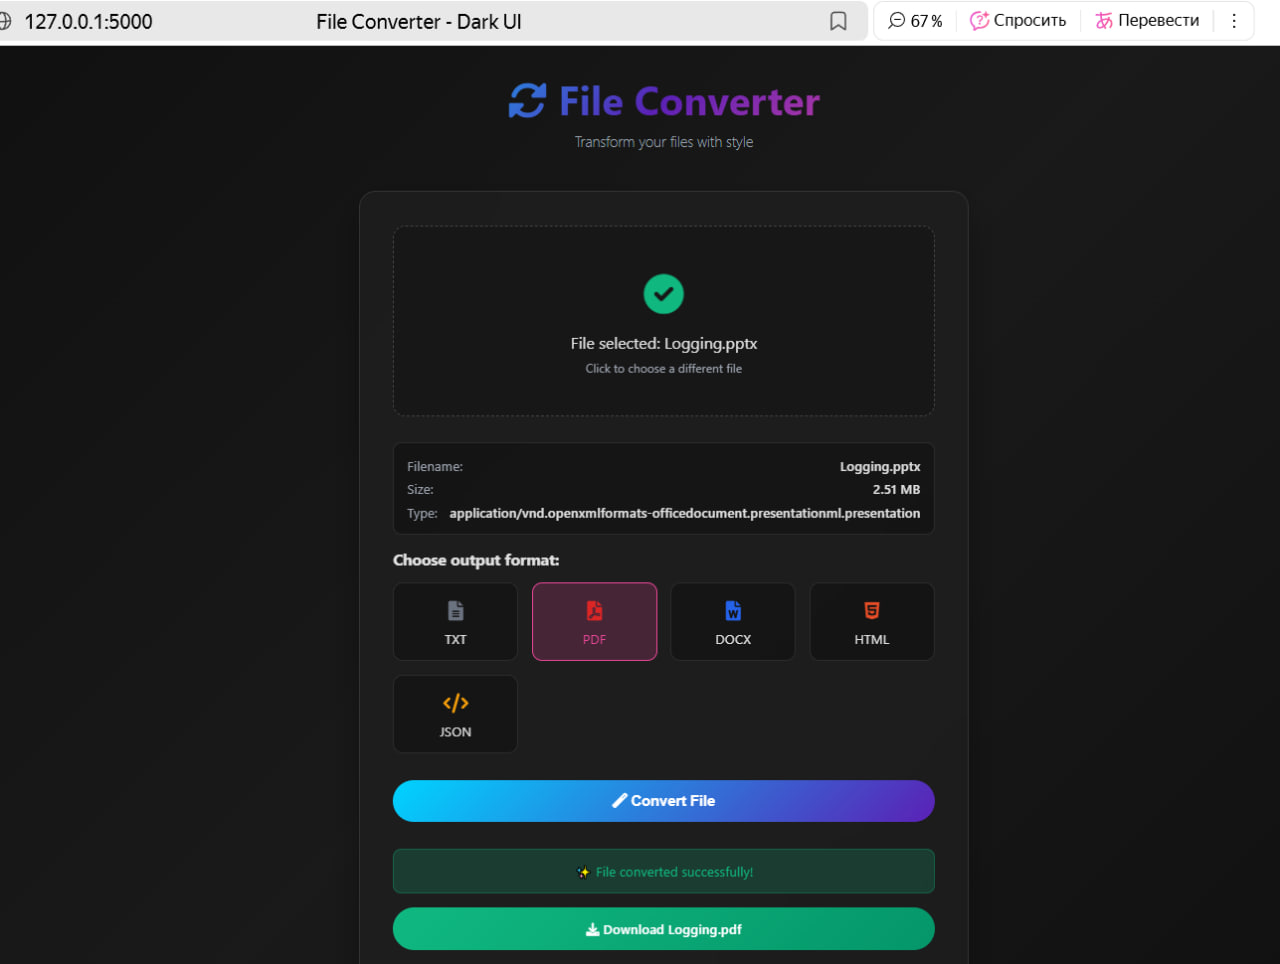 127.0.0.1:5000 File Converter - Dark UI 67 % Спросить Перевести
File Converter
Transform your files with style
File selected: Logging.pptx
Click to choose a different file
Filename: Logging.pptx
Size: 2.51 MB
Type: application/vnd.openxmlformats-officedocument.presentationml.presentation
Choose output format:
TXT PDF DOCX HTML
JSON
Convert File
✨ File converted successfully!
Download Logging.pdf